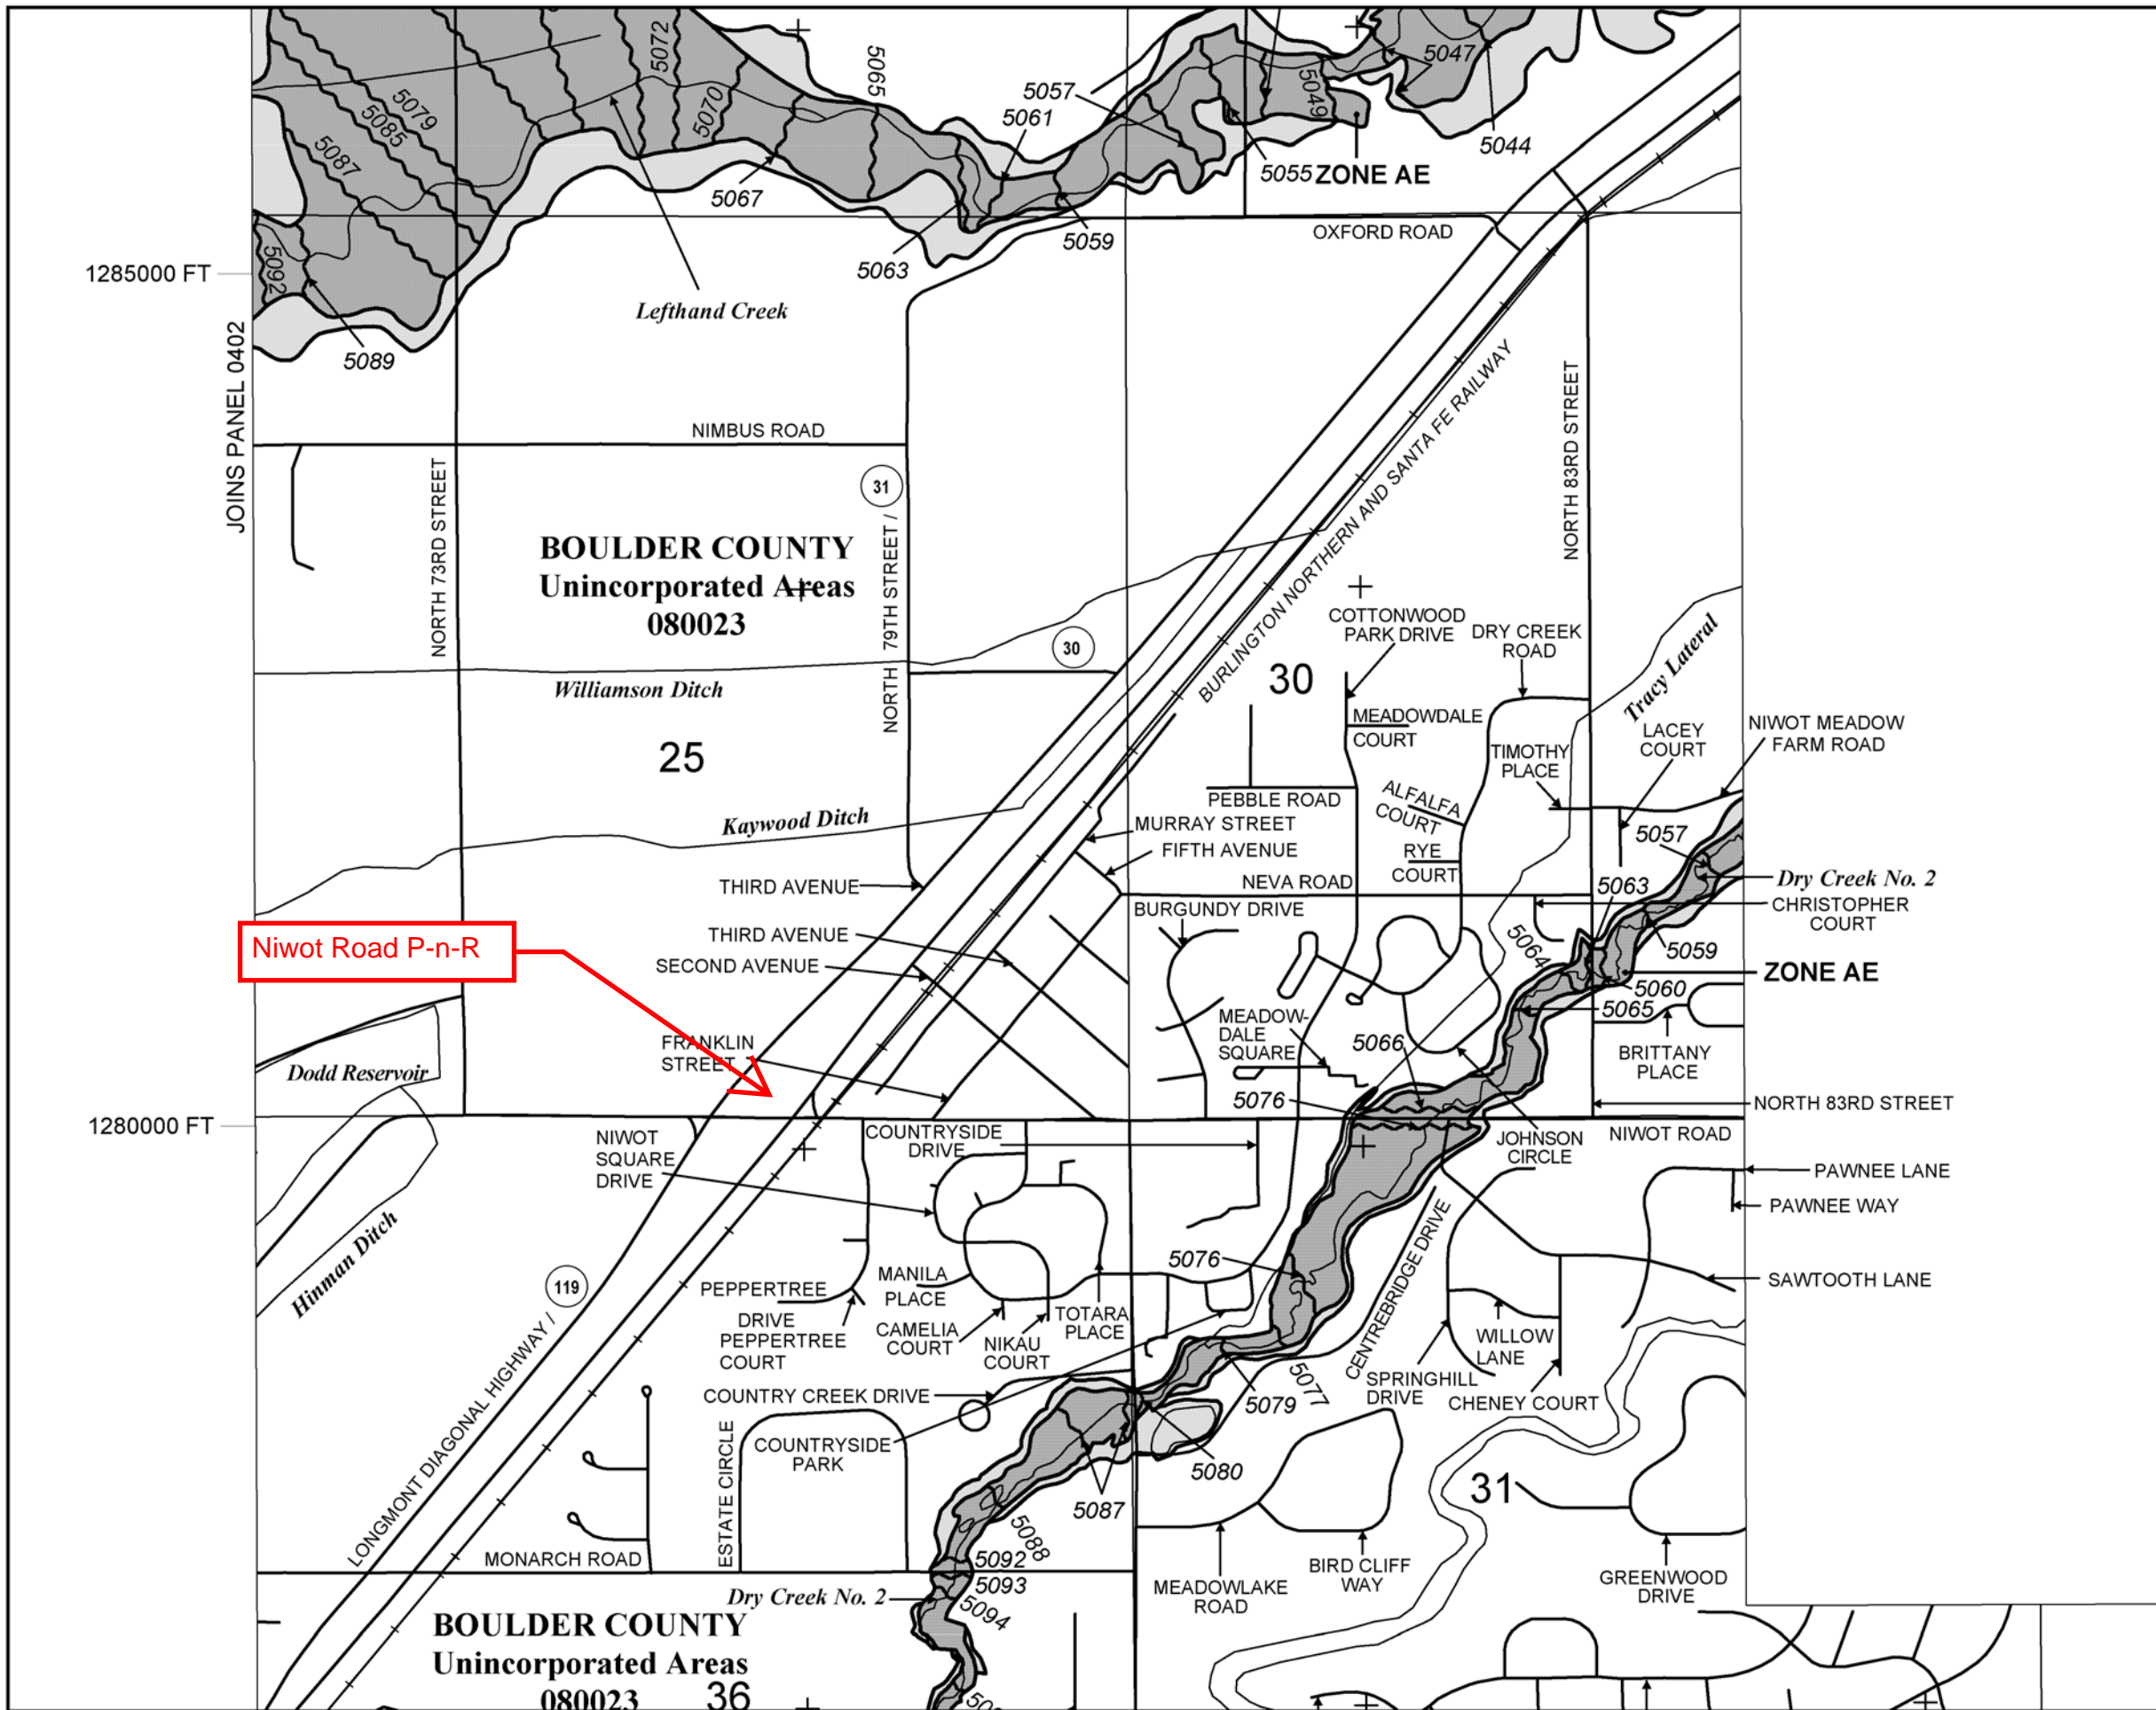 5072
5065
5047
5079
5085
5087
5070
5057
5061
5049
5044
5055
ZONE AE
5067
5059
OXFORD ROAD
5092
5063
1285000 FT
Lefthand Creek
5089
JOINS PANEL 0402
NIMBUS ROAD
31
NORTH 73RD STREET
BOULDER COUNTY
Unincorporated Areas
080023
NORTH 79TH STREET /
BURLINGTON NORTHERN AND SANTA FE RAILWAY
NORTH 83RD STREET
30
COTTONWOOD
PARK DRIVE
DRY CREEK
ROAD
30
Williamson Ditch
Tracy Lateral
25
MEADOWDALE
COURT
TIMOTHY
PLACE
LACEY
COURT
NIWOT MEADOW
FARM ROAD
PEBBLE ROAD
ALFALFA
COURT
Kaywood Ditch
MURRAY STREET
FIFTH AVENUE
RYE
COURT
5057
THIRD AVENUE
NEVA ROAD
5063
Dry Creek No. 2
BURGUNDY DRIVE
CHRISTOPHER
COURT
Niwot Road P-n-R
THIRD AVENUE
SECOND AVENUE
5064
5059
ZONE AE
5060
5065
MEADOW-
DALE
SQUARE
FRANKLIN
STREET
5066
BRITTANY
PLACE
Dodd Reservoir
5076
NORTH 83RD STREET
1280000 FT
NIWOT
SQUARE
DRIVE
COUNTRYSIDE
DRIVE
JOHNSON
CIRCLE
NIWOT ROAD
PAWNEE LANE
PAWNEE WAY
Hinman Ditch
CENTREBRIDGE DRIVE
119
5076
MANILA
PLACE
SAWTOOTH LANE
PEPPERTREE
DRIVE
PEPPERTREE
COURT
CAMELIA
COURT
NIKAU
COURT
TOTARA
PLACE
WILLOW
LANE
LONGMONT DIAGONAL HIGHWAY /
COUNTRY CREEK DRIVE
5079
5077
SPRINGHILL
DRIVE
CHENEY COURT
ESTATE CIRCLE
COUNTRYSIDE
PARK
5080
31
5087
5088
MONARCH ROAD
5092
5093
BIRD CLIFF
WAY
MEADOWLAKE
ROAD
GREENWOOD
DRIVE
Dry Creek No. 2
5094
BOULDER COUNTY
Unincorporated Areas
080023
36